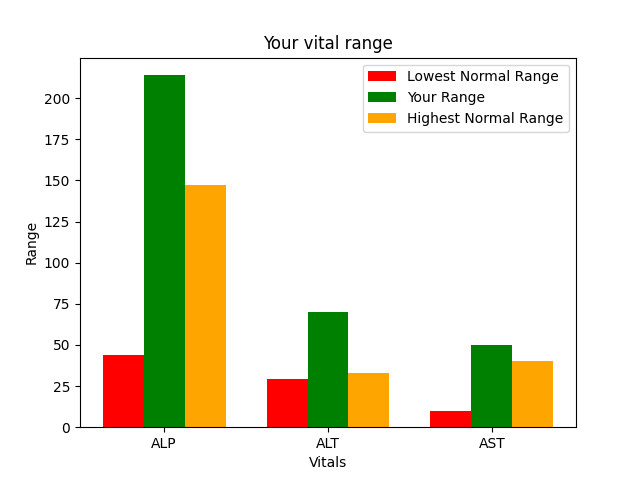 Your vital range
Lowest Normal Range
Your Range
Highest Normal Range
Range
200
175
150
125
100
75
50
25
0
ALP
ALT
AST
Vitals